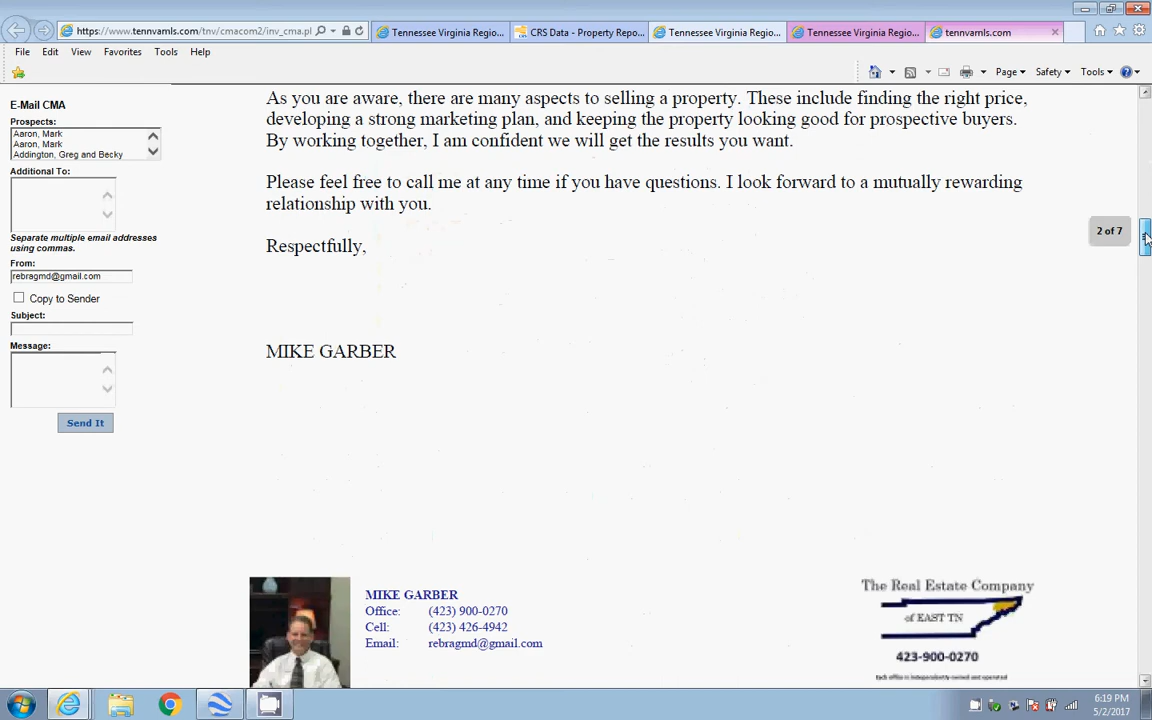 https://www.tennvamls.com/tnv/cmacom2/inv_cma.pl
Tennessee Virginia Regio...
CRS Data - Property Repo...
Tennessee Virginia Regio...
Tennessee Virginia Regio...
tennvamls.com
File Edit View Favorites Tools Help
Page Safety Tools
E-Mail CMA
Prospects:
Aaron, Mark
Aaron, Mark
Addington, Greg and Becky
Additional To:
Separate multiple email addresses
using commas.
From:
rebragmd@gmail.com
Copy to Sender
Subject:
Message:
Send It
As you are aware, there are many aspects to selling a property. These include finding the right price,
developing a strong marketing plan, and keeping the property looking good for prospective buyers.
By working together, I am confident we will get the results you want.
Please feel free to call me at any time if you have questions. I look forward to a mutually rewarding
relationship with you.
Respectfully,
MIKE GARBER
2 of 7
MIKE GARBER
Office: (423) 900-0270
Cell: (423) 426-4942
Email: rebragmd@gmail.com
The Real Estate Company
of EAST TN
423-900-0270
Each office is independently owned and operated
6:19 PM
5/2/2017